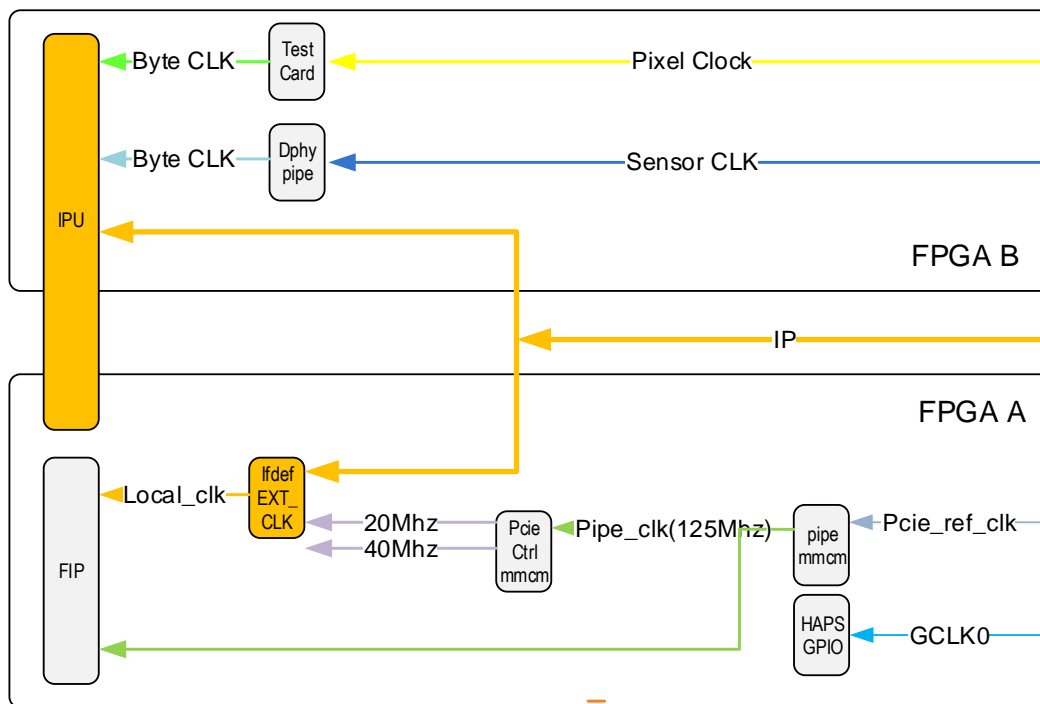 Byte CLK
Test
Card
Pixel Clock
Byte CLK
Dphy
pipe
Sensor CLK
IPU
FPGA B
IP
FPGA A
Local_clk
Ifdef
EXT_
CLK
20Mhz
40Mhz
Pcie
Ctrl
mmcm
Pipe_clk(125Mhz)
pipe
mmcm
Pcie_ref_clk
FIP
HAPS
GPIO
GCLK0